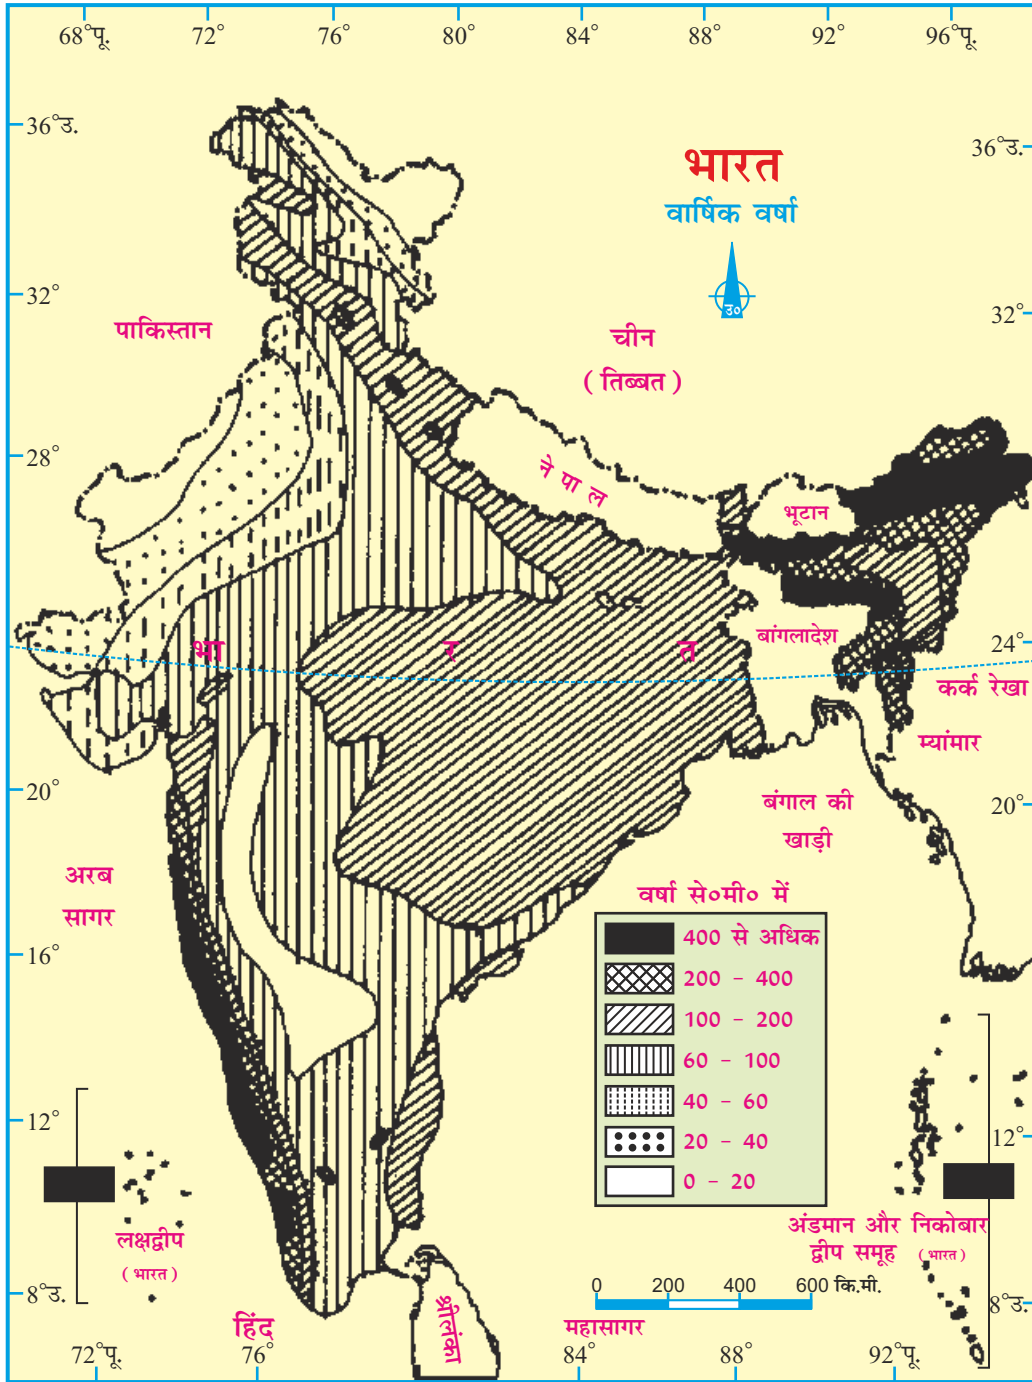 68°पू.
72°
76°
80°
84°
88°
92°
96°पू.
36°उ.
36°उ.
भारत
वार्षिक वर्षा
उ०
32°
32°
पाकिस्तान
चीन
( तिब्बत )
28°
28°
ने पा ल
भूटान
बांगलादेश
भा
र
त
24°
कर्क रेखा
म्यांमार
20°
20°
बंगाल की
खाड़ी
अरब
सागर
वर्षा से०मी० में
400 से अधिक
200 - 400
100 - 200
60 - 100
40 - 60
20 - 40
0 - 20
16°
12°
12°
लक्षद्वीप
( भारत )
अंडमान और निकोबार
द्वीप समूह ( भारत )
0 200 400 600 कि.मी.
8°उ.
8°उ.
हिंद
श्रीलंका
महासागर
72°पू.
76°
84°
88°
92°पू.